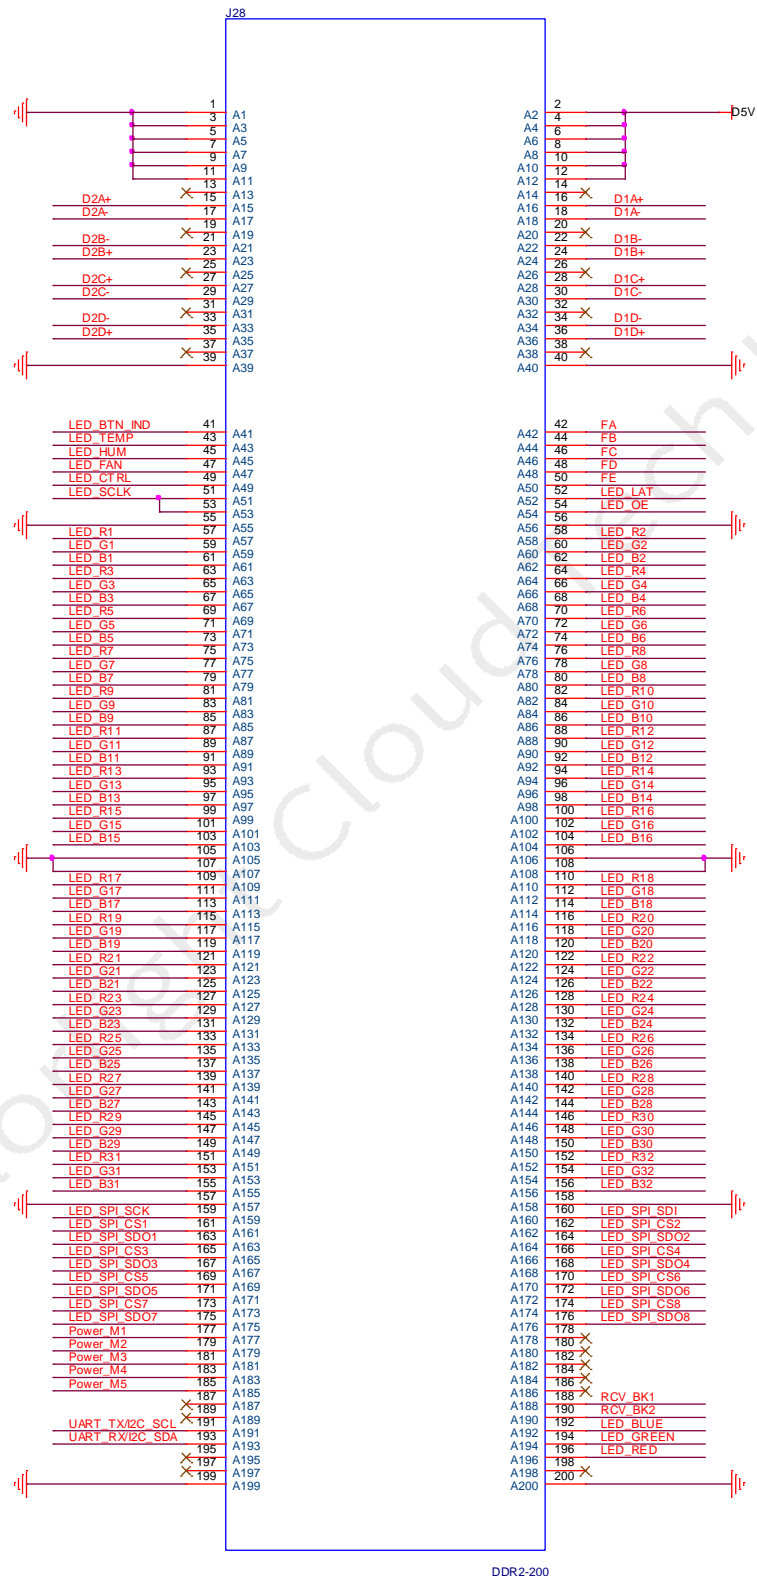 J28
1 A1 A2 2 D5V
3 A3 A4 4
5 A5 A6 6
7 A7 A8 8
9 A9 A10 10
11 A11 A12 12
13 A13 A14 14
D2A+ 15 A15 A16 16 D1A+
D2A- 17 A17 A18 18 D1A-
19 A19 A20 20
D2B- 21 A21 A22 22 D1B-
D2B+ 23 A23 A24 24 D1B+
25 A25 A26 26
D2C+ 27 A27 A28 28 D1C+
D2C- 29 A29 A30 30 D1C-
31 A31 A32 32
D2D- 33 A33 A34 34 D1D-
D2D+ 35 A35 A36 36 D1D+
37 A37 A38 38
39 A39 A40 40
LED_BTN_IND 41 A41 A42 42 FA
LED_TEMP 43 A43 A44 44 FB
LED_HUM 45 A45 A46 46 FC
LED_FAN 47 A47 A48 48 FD
LED_CTRL 49 A49 A50 50 FE
LED_SCLK 51 A51 A52 52 LED_LAT
53 A53 A54 54 LED_OE
55 A55 A56 56
LED_R1 57 A57 A58 58 LED_R2
LED_G1 59 A59 A60 60 LED_G2
LED_B1 61 A61 A62 62 LED_B2
LED_R3 63 A63 A64 64 LED_R4
LED_G3 65 A65 A66 66 LED_G4
LED_B3 67 A67 A68 68 LED_B4
LED_R5 69 A69 A70 70 LED_R6
LED_G5 71 A71 A72 72 LED_G6
LED_B5 73 A73 A74 74 LED_B6
LED_R7 75 A75 A76 76 LED_R8
LED_G7 77 A77 A78 78 LED_G8
LED_B7 79 A79 A80 80 LED_B8
LED_R9 81 A81 A82 82 LED_R10
LED_G9 83 A83 A84 84 LED_G10
LED_B9 85 A85 A86 86 LED_B10
LED_R11 87 A87 A88 88 LED_R12
LED_G11 89 A89 A90 90 LED_G12
LED_B11 91 A91 A92 92 LED_B12
LED_R13 93 A93 A94 94 LED_R14
LED_G13 95 A95 A96 96 LED_G14
LED_B13 97 A97 A98 98 LED_B14
LED_R15 99 A99 A100 100 LED_R16
LED_G15 101 A101 A102 102 LED_G16
LED_B15 103 A103 A104 104 LED_B16
105 A105 A106 106
107 A107 A108 108
LED_R17 109 A109 A110 110 LED_R18
LED_G17 111 A111 A112 112 LED_G18
LED_B17 113 A113 A114 114 LED_B18
LED_R19 115 A115 A116 116 LED_R20
LED_G19 117 A117 A118 118 LED_G20
LED_B19 119 A119 A120 120 LED_B20
LED_R21 121 A121 A122 122 LED_R22
LED_G21 123 A123 A124 124 LED_G22
LED_B21 125 A125 A126 126 LED_B22
LED_R23 127 A127 A128 128 LED_R24
LED_G23 129 A129 A130 130 LED_G24
LED_B23 131 A131 A132 132 LED_B24
LED_R25 133 A133 A134 134 LED_R26
LED_G25 135 A135 A136 136 LED_G26
LED_B25 137 A137 A138 138 LED_B26
LED_R27 139 A139 A140 140 LED_R28
LED_G27 141 A141 A142 142 LED_G28
LED_B27 143 A143 A144 144 LED_B28
LED_R29 145 A145 A146 146 LED_R30
LED_G29 147 A147 A148 148 LED_G30
LED_B29 149 A149 A150 150 LED_B30
LED_R31 151 A151 A152 152 LED_R32
LED_G31 153 A153 A154 154 LED_G32
LED_B31 155 A155 A156 156 LED_B32
157 A157 A158 158
LED_SPI_SCK 159 A159 A160 160 LED_SPI_SDI
LED_SPI_CS1 161 A161 A162 162 LED_SPI_CS2
LED_SPI_SDO1 163 A163 A164 164 LED_SPI_SDO2
LED_SPI_CS3 165 A165 A166 166 LED_SPI_CS4
LED_SPI_SDO3 167 A167 A168 168 LED_SPI_SDO4
LED_SPI_CS5 169 A169 A170 170 LED_SPI_CS6
LED_SPI_SDO5 171 A171 A172 172 LED_SPI_SDO6
LED_SPI_CS7 173 A173 A174 174 LED_SPI_CS8
LED_SPI_SDO7 175 A175 A176 176 LED_SPI_SDO8
Power_M1 177 A177 A178 178
Power_M2 179 A179 A180 180
Power_M3 181 A181 A182 182
Power_M4 183 A183 A184 184
Power_M5 185 A185 A186 186
187 A187 A188 188 RCV_BK1
189 A189 A190 190 RCV_BK2
UART_TX/I2C_SCL 191 A191 A192 192 LED_BLUE
UART_RX/I2C_SDA 193 A193 A194 194 LED_GREEN
195 A195 A196 196 LED_RED
197 A197 A198 198
199 A199 A200 200
DDR2-200
orlight Cloud Tech